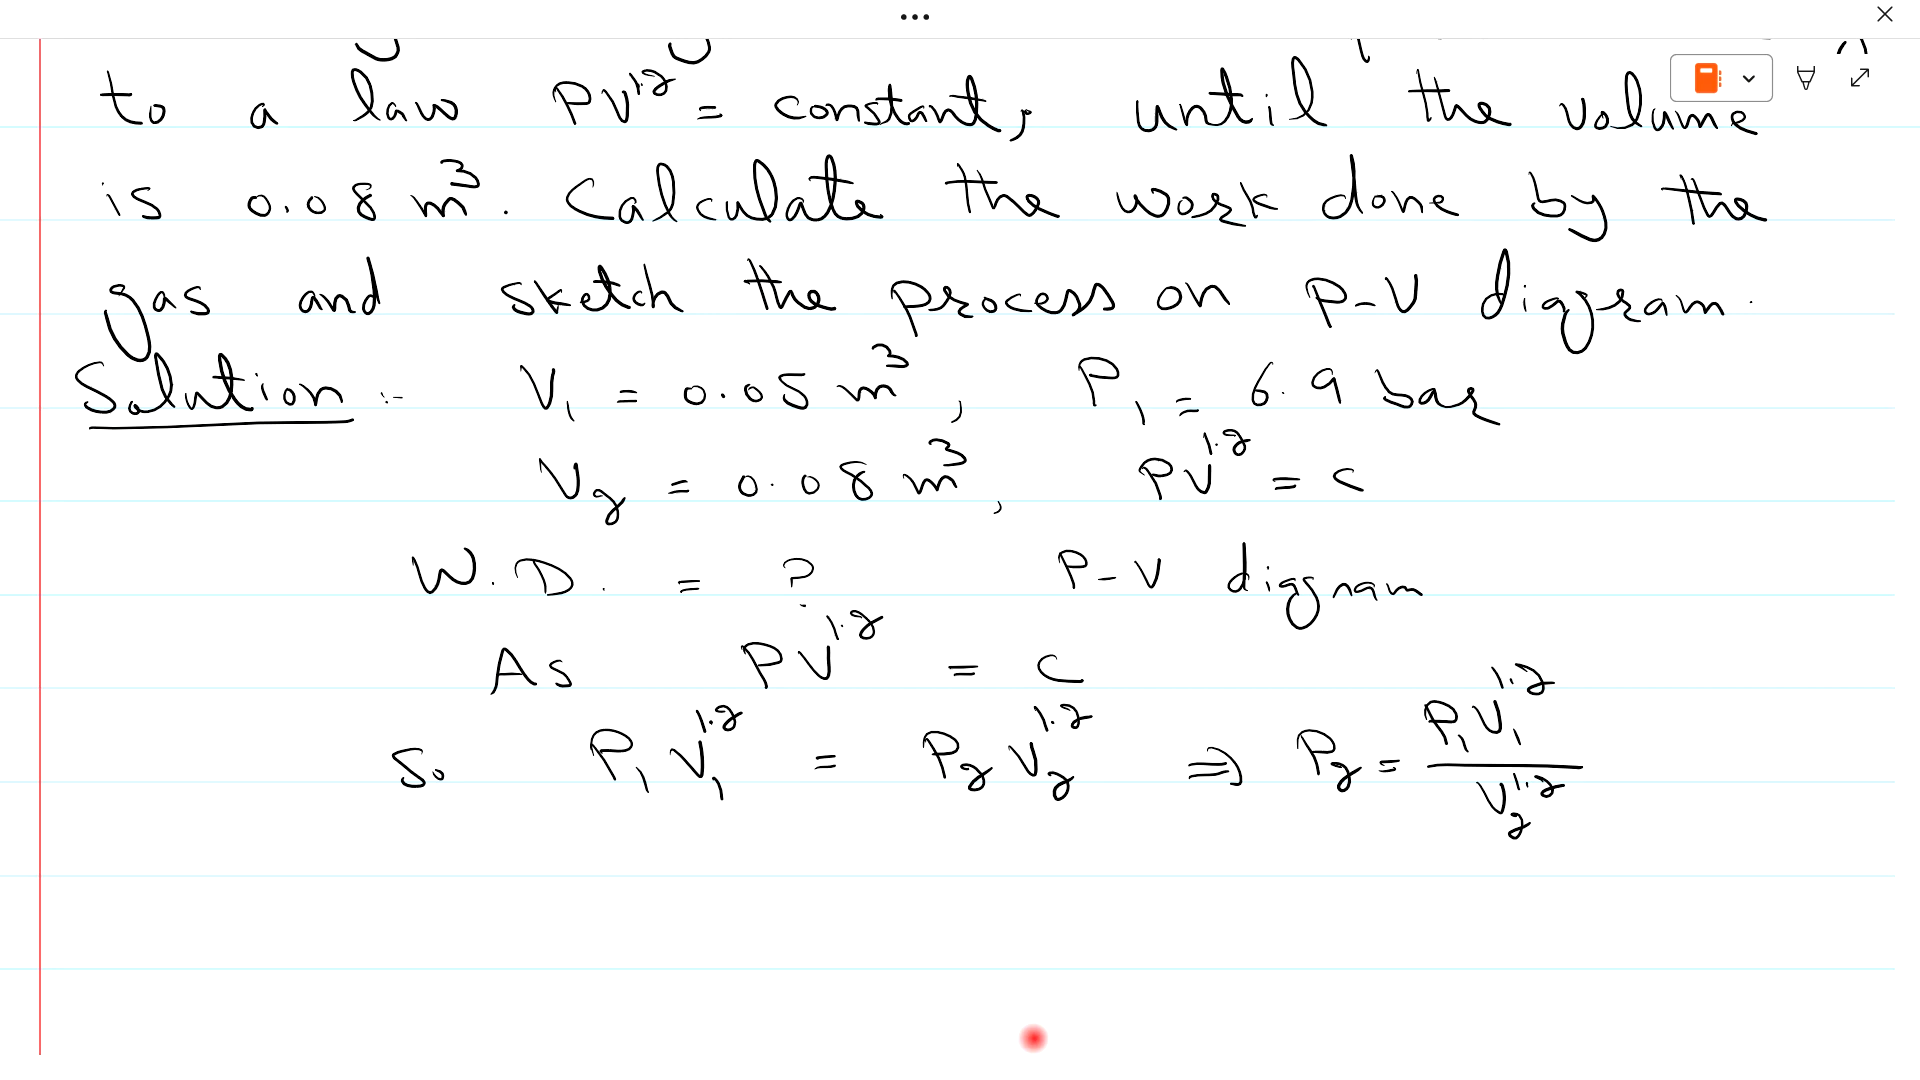 to a law PV^1.2 = constant, until the volume
is 0.08 m³. Calculate the work done by the
gas and sketch the process on P-V diagram.
Solution :- V₁ = 0.05 m³, P₁ = 6.9 bar
V₂ = 0.08 m³, PV^1.2 = C
W.D. = ? P-V diagram
As PV^1.2 = C
So P₁V₁^1.2 = P₂V₂^1.2 ⇒ P₂ = P₁V₁^1.2 / V₂^1.2